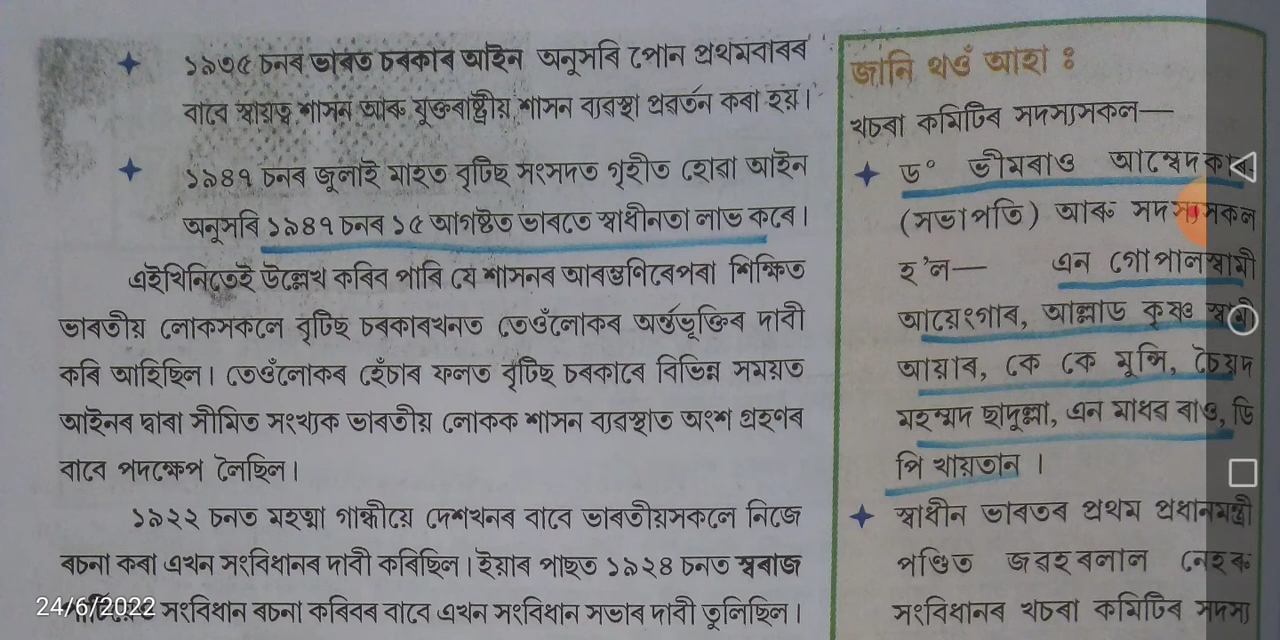 ১৯৩৫ চনৰ ভাৰত চৰকাৰ আইন অনুসৰি পোন প্ৰথমবাৰৰ
বাবে স্বায়ত্ব শাসন আৰু যুক্তৰাষ্ট্ৰীয় শাসন ব্যৱস্থা প্ৰৱৰ্তন কৰা হয়।
১৯৪৭ চনৰ জুলাই মাহত বৃটিছ সংসদত গৃহীত হোৱা আইন
অনুসৰি ১৯৪৭ চনৰ ১৫ আগষ্টত ভাৰতে স্বাধীনতা লাভ কৰে।
এইখিনিতেই উল্লেখ কৰিব পাৰি যে শাসনৰ আৰম্ভণিৰেপৰা শিক্ষিত
ভাৰতীয় লোকসকলে বৃটিছ চৰকাৰখনত তেওঁলোকৰ অৰ্ন্তভূক্তিৰ দাবী
কৰি আহিছিল। তেওঁলোকৰ হেঁচাৰ ফলত বৃটিছ চৰকাৰে বিভিন্ন সময়ত
আইনৰ দ্বাৰা সীমিত সংখ্যক ভাৰতীয় লোকক শাসন ব্যৱস্থাত অংশ গ্ৰহণৰ
বাবে পদক্ষেপ লৈছিল।
১৯২২ চনত মহত্মা গান্ধীয়ে দেশখনৰ বাবে ভাৰতীয়সকলে নিজে
ৰচনা কৰা এখন সংবিধানৰ দাবী কৰিছিল। ইয়াৰ পাছত ১৯২৪ চনত স্বৰাজ
সংবিধান ৰচনা কৰিবৰ বাবে এখন সংবিধান সভাৰ দাবী তুলিছিল।
24/6/2022
জানি থওঁ আহা :
খচৰা কমিটিৰ সদস্যসকল—
ড° ভীমৰাও আম্বেদকাৰ
(সভাপতি) আৰু সদস্যসকল
হ'ল— এন গোপালস্বামী
আয়েংগাৰ, আল্লাড কৃষ্ণ স্বামী
আয়াৰ, কে কে মুন্সি, চৈয়দ
মহম্মদ ছাদুল্লা, এন মাধৱ ৰাও, ডি
পি খায়তান ।
স্বাধীন ভাৰতৰ প্ৰথম প্ৰধানমন্ত্ৰী
পণ্ডিত জৱহৰলাল নেহৰু
সংবিধানৰ খচৰা কমিটিৰ সদস্য